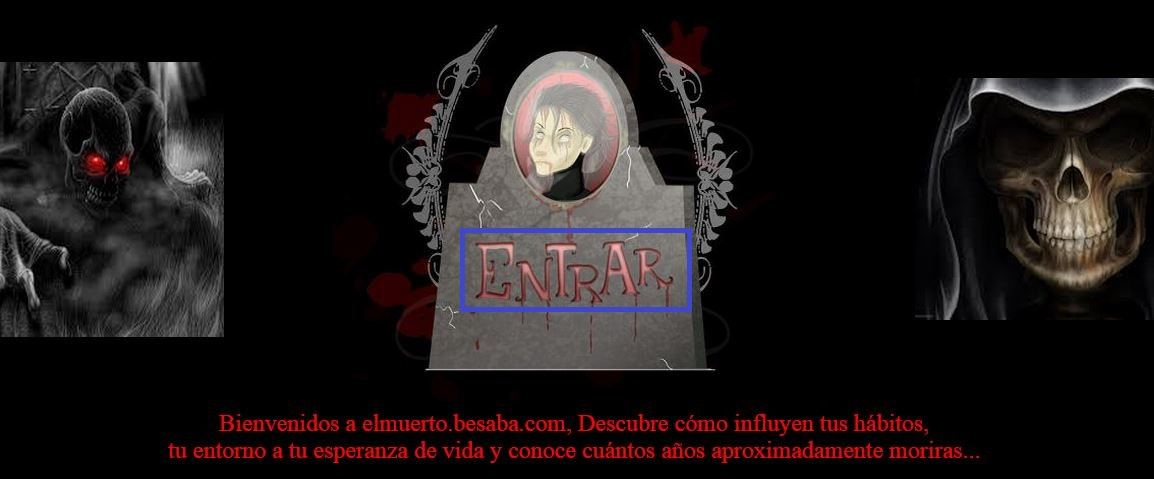 ENTRAR
Bienvenidos a elmuerto.besaba.com, Descubre cómo influyen tus hábitos,
tu entorno a tu esperanza de vida y conoce cuántos años aproximadamente moriras...